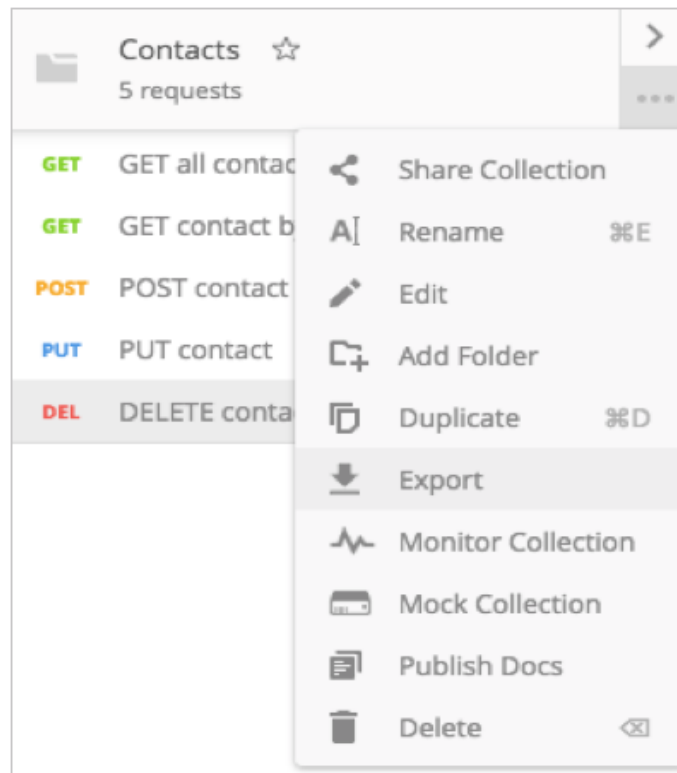 Contacts
5 requests
GET GET all contac
GET GET contact b
POST POST contact
PUT PUT contact
DEL DELETE conta
Share Collection
Rename ⌘E
Edit
Add Folder
Duplicate ⌘D
Export
Monitor Collection
Mock Collection
Publish Docs
Delete ⌫